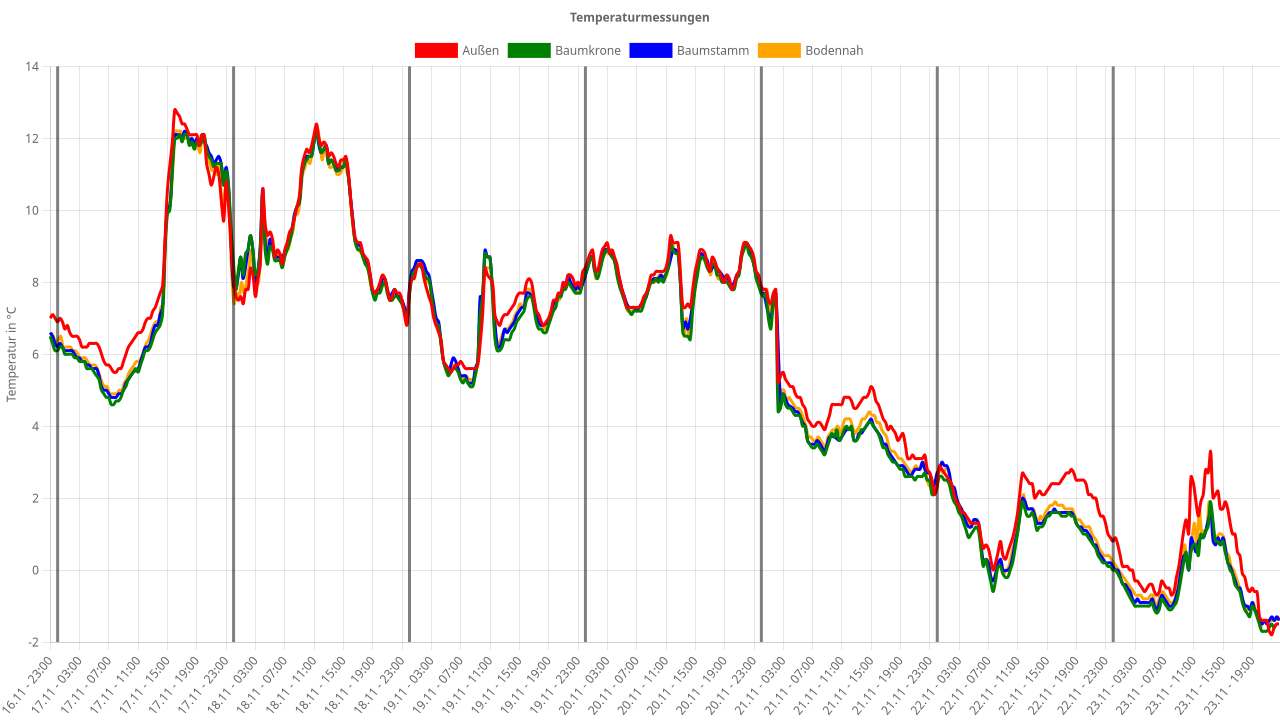 Temperaturmessungen
Außen Baumkrone Baumstamm Bodennah
Temperatur in °C
14
12
10
8
6
4
2
0
-2
16.11 - 23:00
17.11 - 03:00
17.11 - 07:00
17.11 - 11:00
17.11 - 15:00
17.11 - 19:00
17.11 - 23:00
18.11 - 03:00
18.11 - 07:00
18.11 - 11:00
18.11 - 15:00
18.11 - 19:00
18.11 - 23:00
19.11 - 03:00
19.11 - 07:00
19.11 - 11:00
19.11 - 15:00
19.11 - 19:00
19.11 - 23:00
20.11 - 03:00
20.11 - 07:00
20.11 - 11:00
20.11 - 15:00
20.11 - 19:00
20.11 - 23:00
21.11 - 03:00
21.11 - 07:00
21.11 - 11:00
21.11 - 15:00
21.11 - 19:00
21.11 - 23:00
22.11 - 03:00
22.11 - 07:00
22.11 - 11:00
22.11 - 15:00
22.11 - 19:00
22.11 - 23:00
23.11 - 03:00
23.11 - 07:00
23.11 - 11:00
23.11 - 15:00
23.11 - 19:00